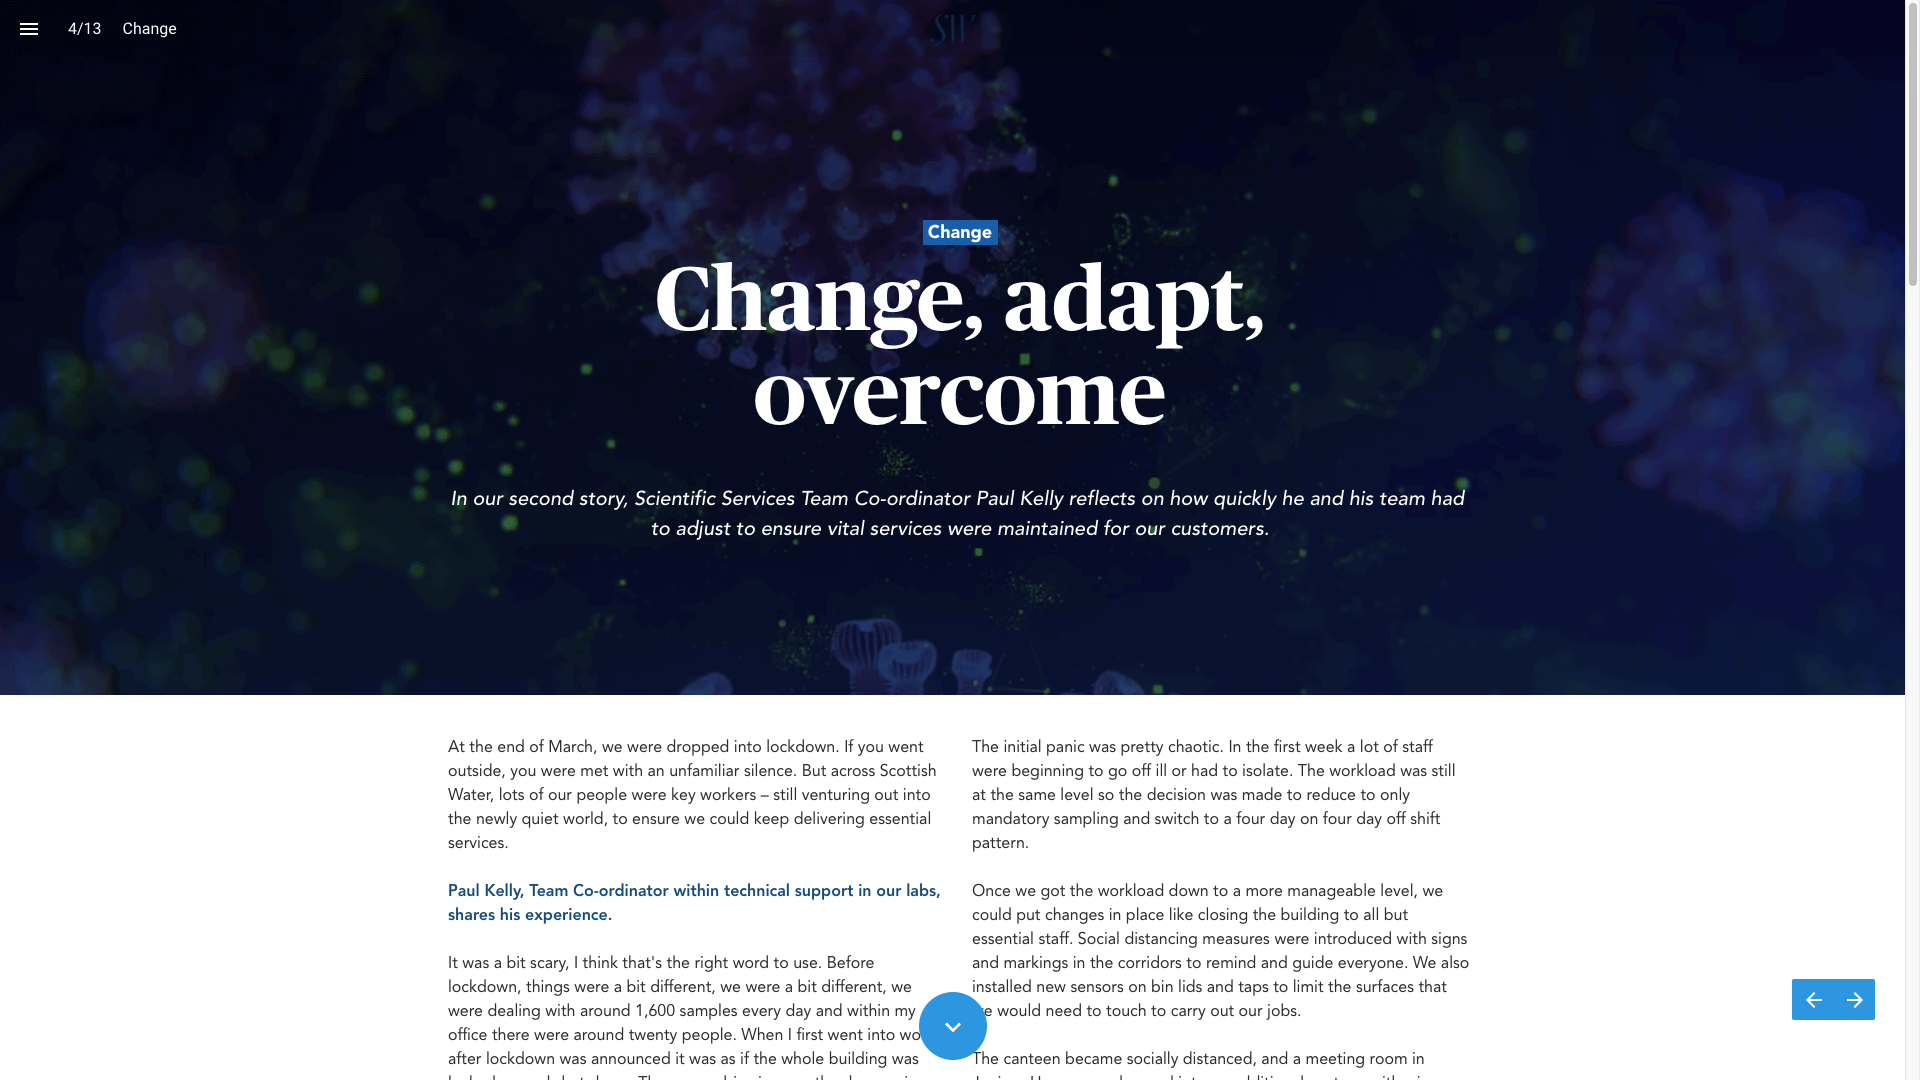 4/13 Change
SW
Change
Change, adapt,
overcome
In our second story, Scientific Services Team Co-ordinator Paul Kelly reflects on how quickly he and his team had
to adjust to ensure vital services were maintained for our customers.
At the end of March, we were dropped into lockdown. If you went
outside, you were met with an unfamiliar silence. But across Scottish
Water, lots of our people were key workers – still venturing out into
the newly quiet world, to ensure we could keep delivering essential
services.
Paul Kelly, Team Co-ordinator within technical support in our labs,
shares his experience.
It was a bit scary, I think that's the right word to use. Before
lockdown, things were a bit different, we were a bit different, we
were dealing with around 1,600 samples every day and within my
office there were around twenty people. When I first went into
after lockdown was announced it was as if the whole building was
The initial panic was pretty chaotic. In the first week a lot of staff
were beginning to go off ill or had to isolate. The workload was still
at the same level so the decision was made to reduce to only
mandatory sampling and switch to a four day on four day off shift
pattern.
Once we got the workload down to a more manageable level, we
could put changes in place like closing the building to all but
essential staff. Social distancing measures were introduced with signs
and markings in the corridors to remind and guide everyone. We also
installed new sensors on bin lids and taps to limit the surfaces that
would need to touch to carry out our jobs.
The canteen became socially distanced, and a meeting room in